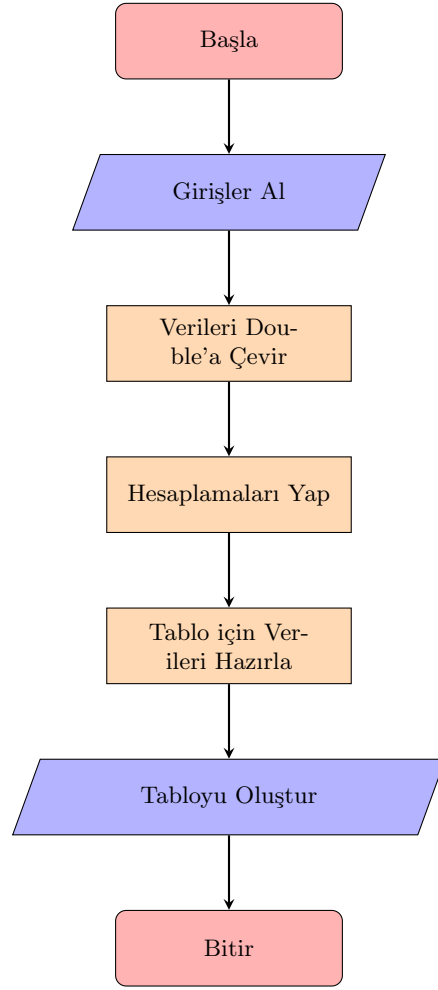 Başla
Girişler Al
Verileri Dou-
ble'a Çevir
Hesaplamaları Yap
Tablo için Ver-
ileri Hazırla
Tabloyu Oluştur
Bitir